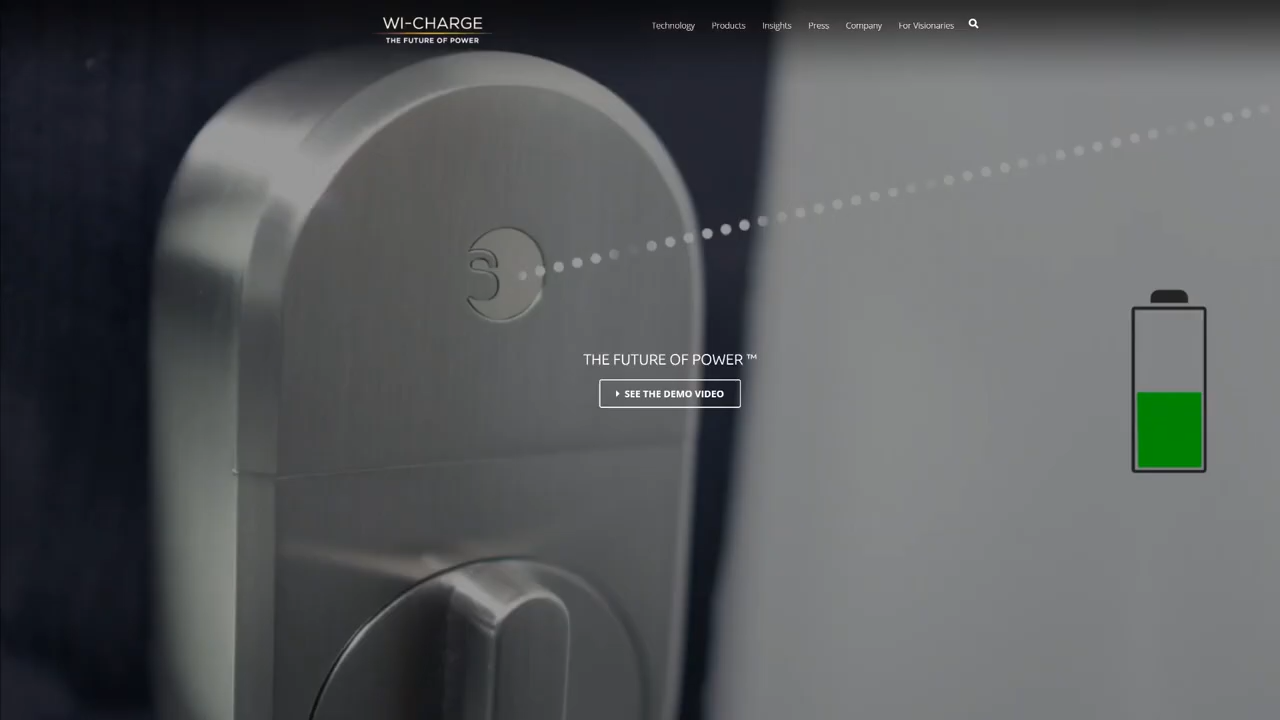 WI-CHARGE
THE FUTURE OF POWER
Technology Products Insights Press Company For Visionaries
THE FUTURE OF POWER ™
SEE THE DEMO VIDEO